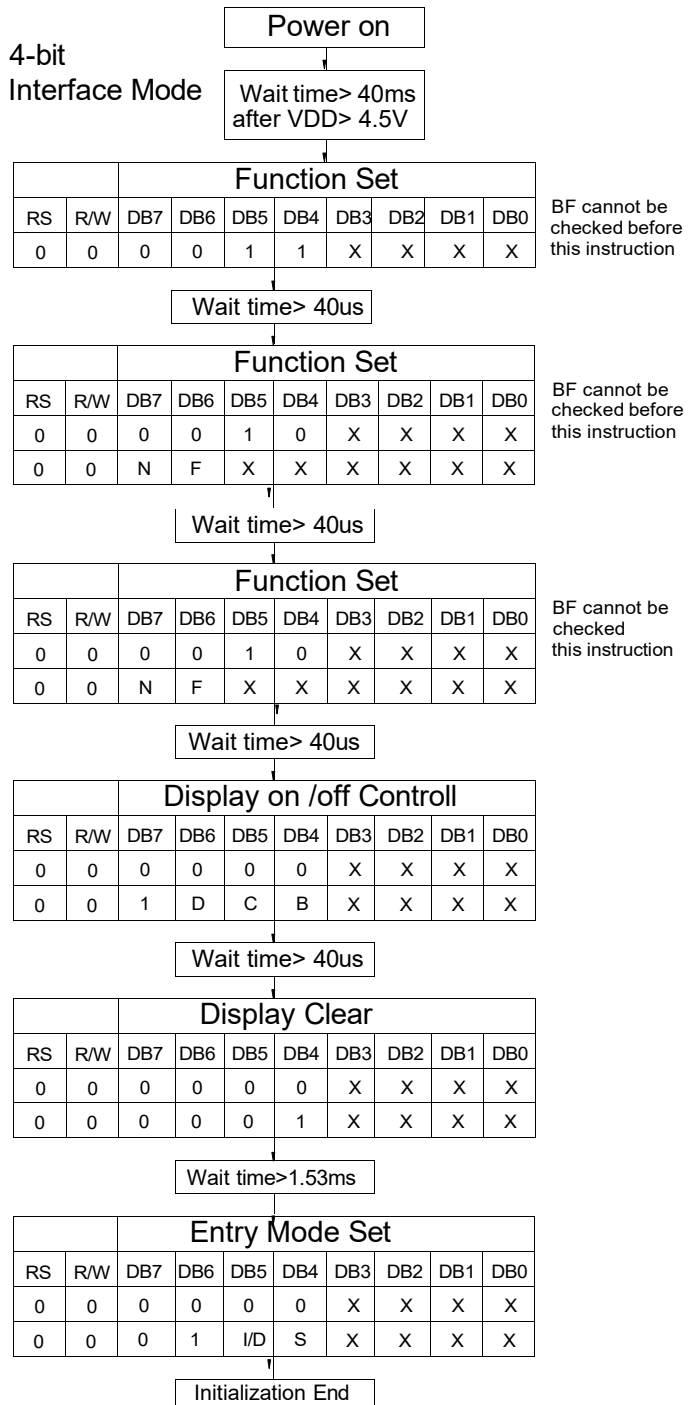 Power on
4-bit
Interface Mode
Wait time> 40ms
after VDD> 4.5V
Function Set
RS R/W DB7 DB6 DB5 DB4 DB3 DB2 DB1 DB0
0 0 0 0 1 1 X X X X
BF cannot be
checked before
this instruction
Wait time> 40us
Function Set
RS R/W DB7 DB6 DB5 DB4 DB3 DB2 DB1 DB0
0 0 0 0 1 0 X X X X
0 0 N F X X X X X X
BF cannot be
checked before
this instruction
Wait time> 40us
Function Set
RS R/W DB7 DB6 DB5 DB4 DB3 DB2 DB1 DB0
0 0 0 0 1 0 X X X X
0 0 N F X X X X X X
BF cannot be
checked
this instruction
Wait time> 40us
Display on /off Controll
RS R/W DB7 DB6 DB5 DB4 DB3 DB2 DB1 DB0
0 0 0 0 0 0 X X X X
0 0 1 D C B X X X X
Wait time> 40us
Display Clear
RS R/W DB7 DB6 DB5 DB4 DB3 DB2 DB1 DB0
0 0 0 0 0 0 X X X X
0 0 0 0 0 1 X X X X
Wait time>1.53ms
Entry Mode Set
RS R/W DB7 DB6 DB5 DB4 DB3 DB2 DB1 DB0
0 0 0 0 0 0 X X X X
0 0 0 1 I/D S X X X X
Initialization End